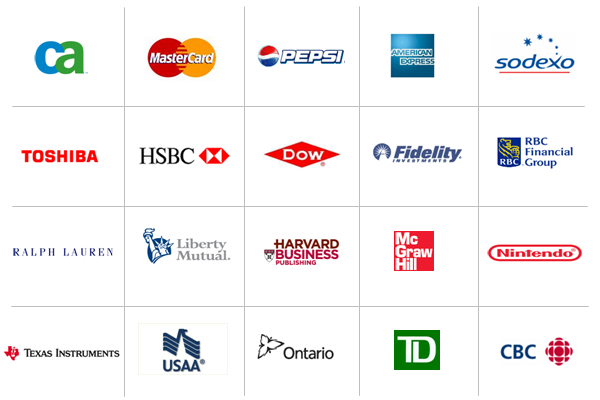 ca
MasterCard
PEPSI
AMERICAN
EXPRESS
sodexo
TOSHIBA
HSBC
Dow
Fidelity
INVESTMENTS
RBC
RBC
Financial
Group
RALPH LAUREN
Liberty
Mutual.
HARVARD
BUSINESS
PUBLISHING
Mc
Graw
Hill
Nintendo
TEXAS INSTRUMENTS
USAA®
Ontario
TD
CBC